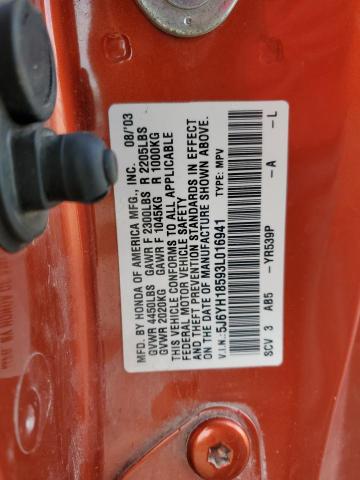 MFD. BY HONDA OF AMERICA MFG., INC. 08/'03
GVWR 4450LBS GAWR F 2300LBS R 2205LBS
GVWR 2020KG GAWR F 1045KG R 1000KG
THIS VEHICLE CONFORMS TO ALL APPLICABLE
FEDERAL MOTOR VEHICLE SAFETY
AND THEFT PREVENTION STANDARDS IN EFFECT
ON THE DATE OF MANUFACTURE SHOWN ABOVE.
V.I.N.: 5J6YH18593L016941 TYPE: MPV
SCV 3 AB5 -YR539P -A -L